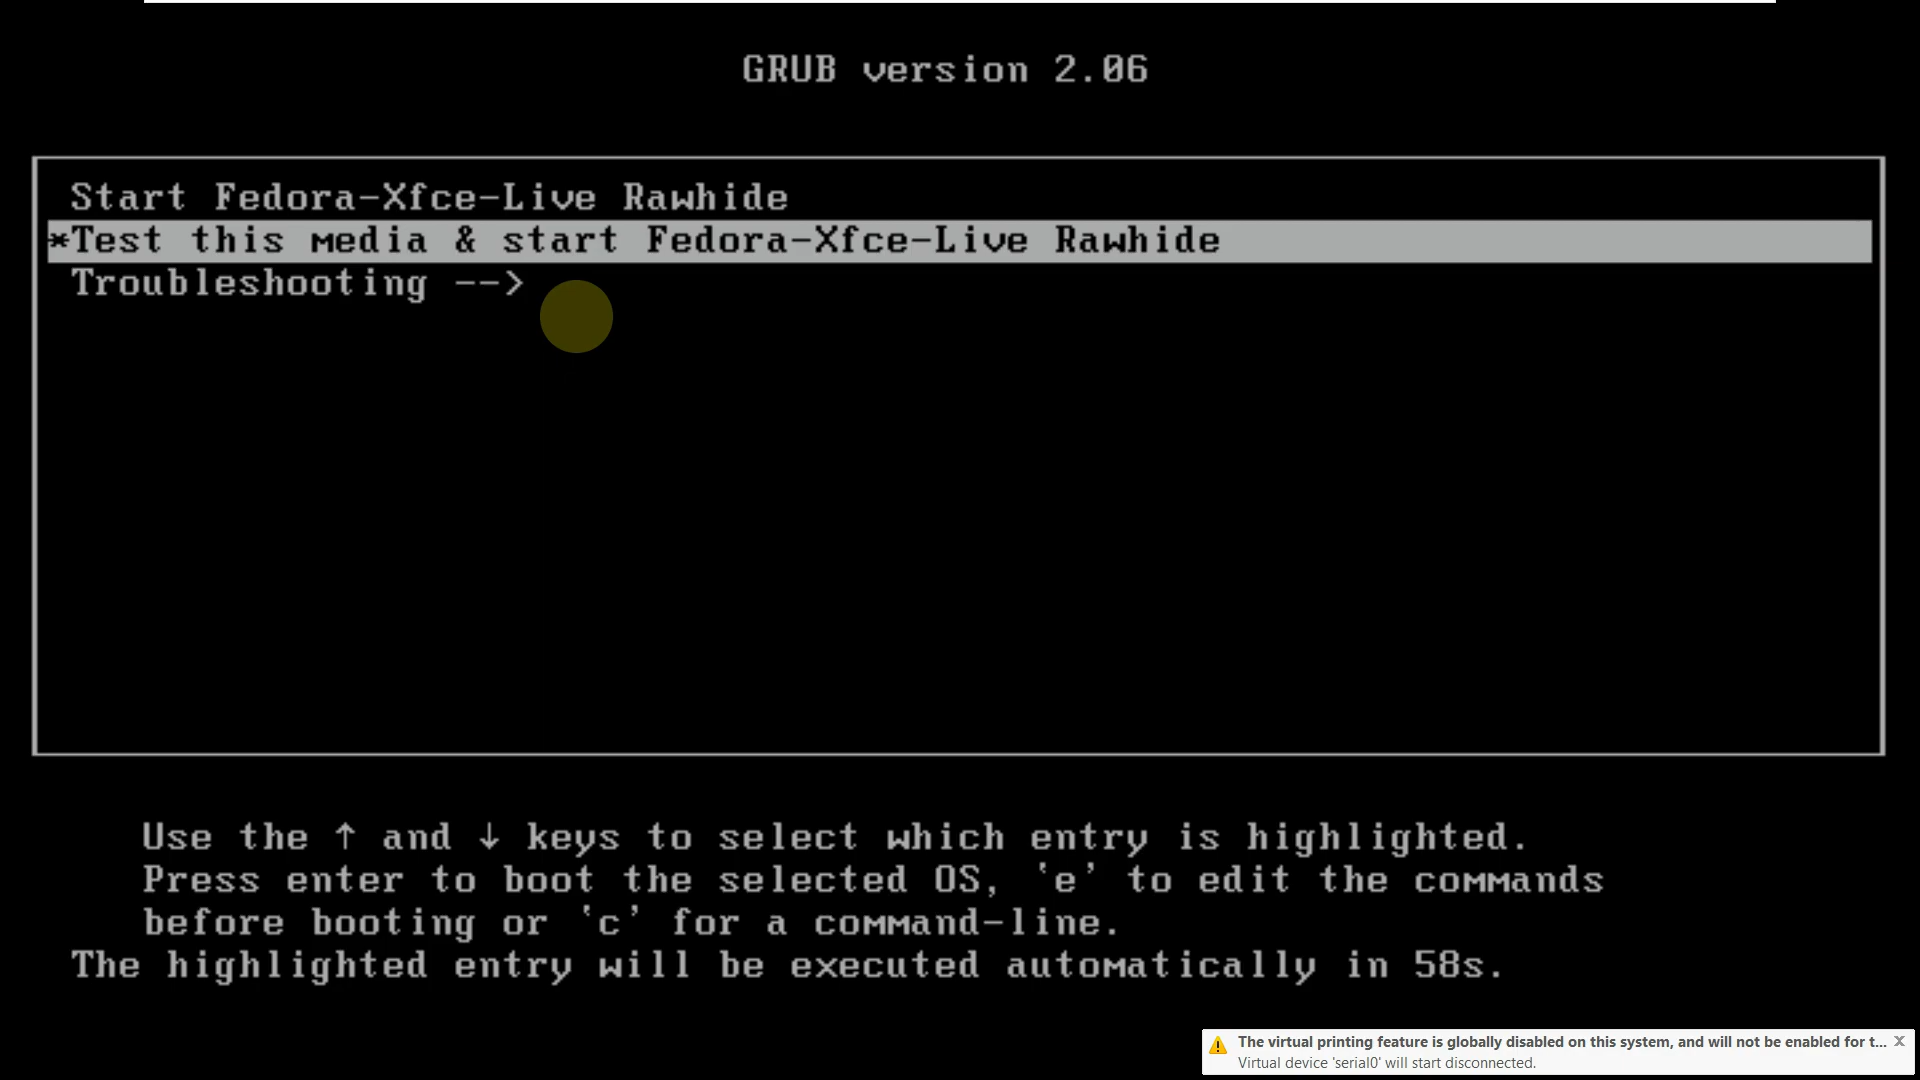 GRUB version 2.06
Start Fedora-Xfce-Live Rawhide
*Test this media & start Fedora-Xfce-Live Rawhide
Troubleshooting -->
Use the ↑ and ↓ keys to select which entry is highlighted.
Press enter to boot the selected OS, `e' to edit the commands
before booting or `c' for a command-line.
The highlighted entry will be executed automatically in 58s.
The virtual printing feature is globally disabled on this system, and will not be enabled for t...
Virtual device 'serial0' will start disconnected.